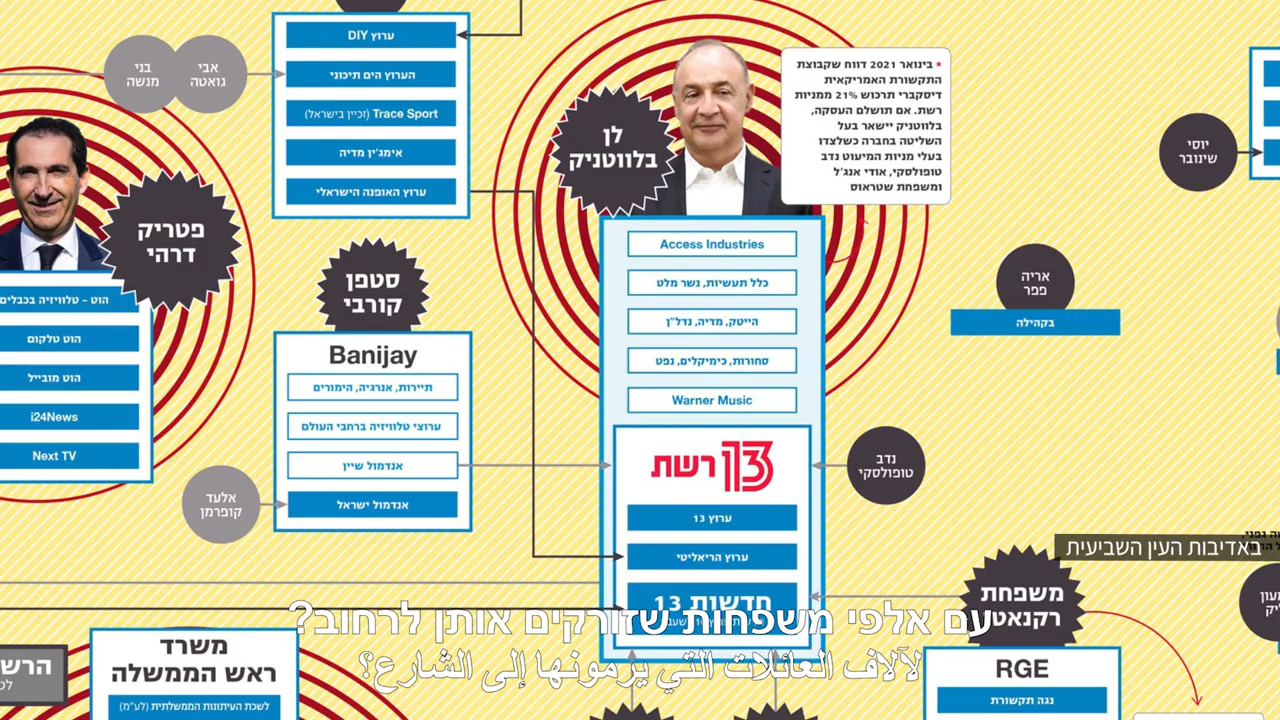 ערוץ DIY
הערוץ הים תיכוני
Trace Sport (זכיין בישראל)
אימג'ין מדיה
ערוץ האופנה הישראלי
בני
מנשה
אבי
גואטה
פטריק
דרהי
הוט – טלוויזיה בכבלים
הוט טלקום
הוט מובייל
i24News
Next TV
סטפן
קורבי
Banijay
תיירות, אנרגיה, הימורים
ערוצי טלוויזיה ברחבי העולם
אנדמול שיין
אנדמול ישראל
אלעד
קופרמן
לן
בלווטניק
* בינואר 2021 דווח שקבוצת
התקשורת האמריקאית
דיסקברי תרכוש 21% ממניות
רשת. אם תושלם העסקה,
בלווטניק יישאר בעל
השליטה בחברה כשלצדו
בעלי מניות המיעוט נדב
טופולסקי, אודי אנג'ל
ומשפחת שטראוס
Access Industries
כלל תעשיות, נשר מלט
הייטק, מדיה, נדל"ן
סחורות, כימיקלים, נפט
Warner Music
רשת 13
ערוץ 13
ערוץ הריאליטי
חדשות 13
נדב
טופולסקי
יוסי
שינובר
אריה
פפר
בקהילה
באדיבות העין השביעית
משפחת
רקנאטי
RGE
נגה תקשורת
משרד
ראש הממשלה
לשכת העיתונות הממשלתית (לע"מ)
עם אלפי משפחות שזורקים אותן לרחוב?
لآلاف العائلات التي يرمونها إلى الشارع؟